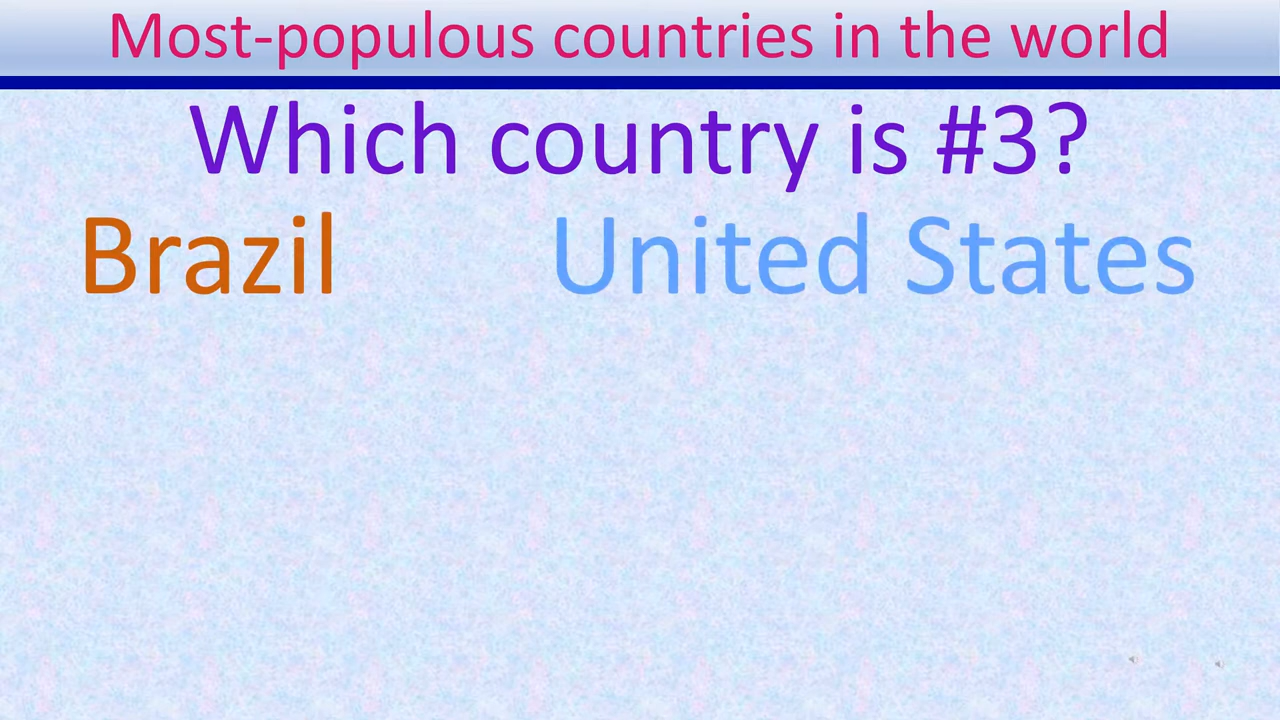 Most-populous countries in the world
Which country is #3?
Brazil United States